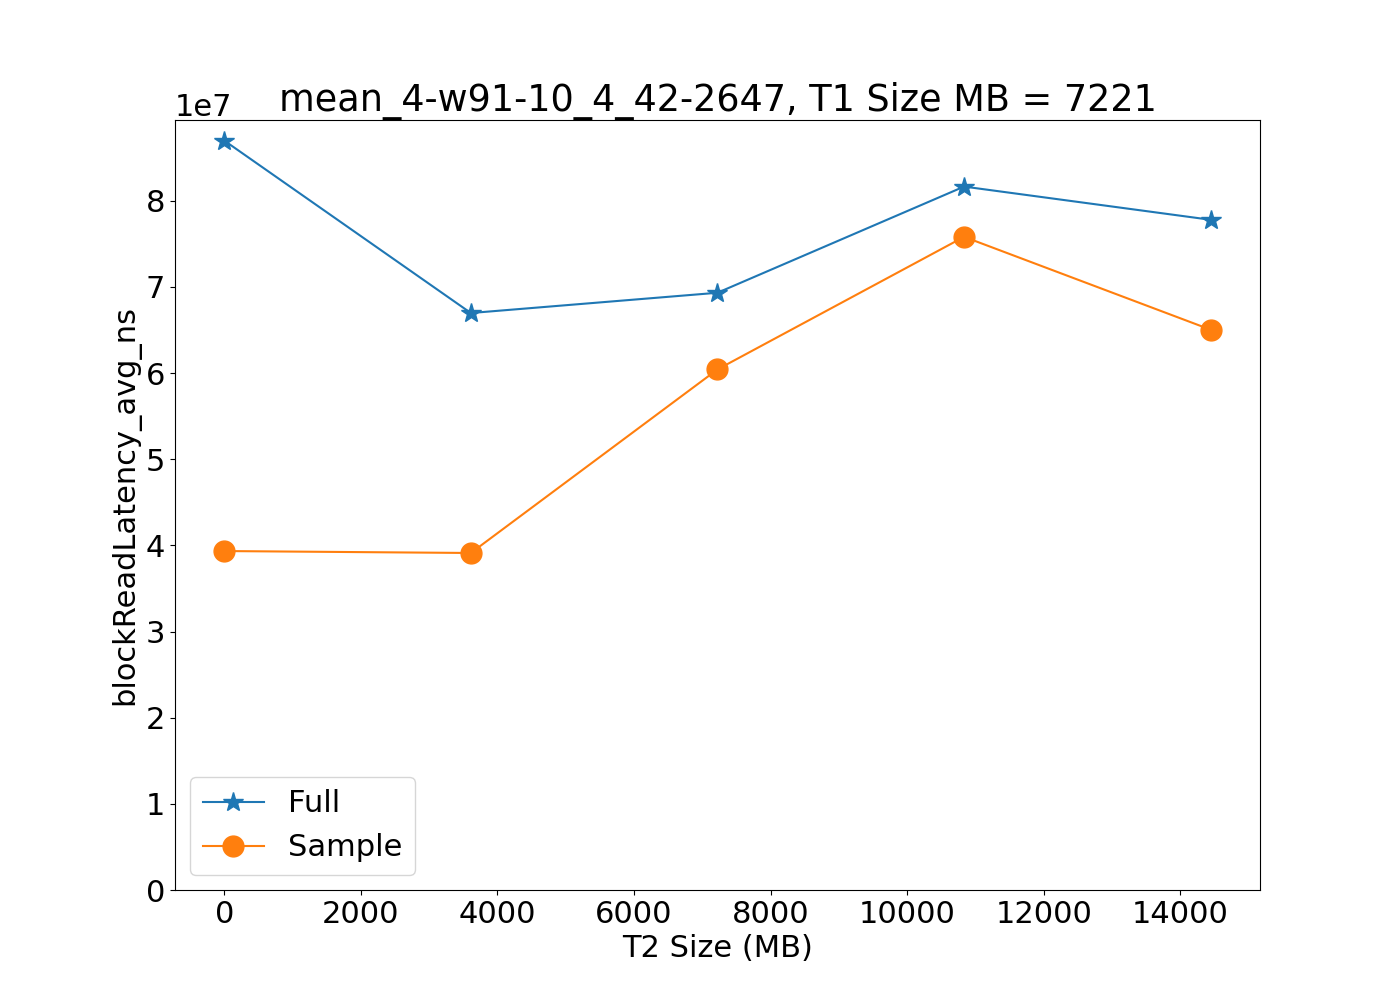 1e7
mean_4-w91-10_4_42-2647, T1 Size MB = 7221
blockReadLatency_avg_ns
8
7
6
5
4
3
2
1
0
Full
Sample
0 2000 4000 6000 8000 10000 12000 14000
T2 Size (MB)